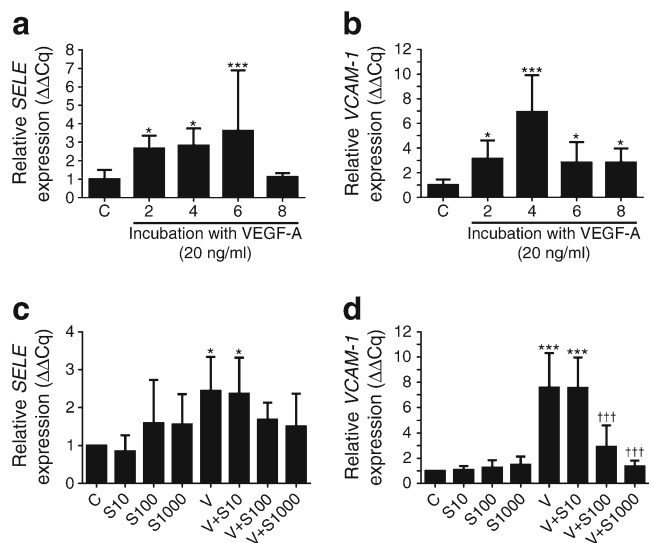 a
Relative SELE
expression (ΔΔCq)
8
7
6
5
4
3
2
1
0
* * ***
C 2 4 6 8
Incubation with VEGF-A
(20 ng/ml)
b
Relative VCAM-1
expression (ΔΔCq)
12
10
8
6
4
2
0
* *** * *
C 2 4 6 8
Incubation with VEGF-A
(20 ng/ml)
c
Relative SELE
expression (ΔΔCq)
4
3
2
1
0
* *
C S10 S100 S1000 V V+S10 V+S100 V+S1000
d
Relative VCAM-1
expression (ΔΔCq)
12
10
8
6
4
2
0
*** *** ††† †††
C S10 S100 S1000 V V+S10 V+S100 V+S1000